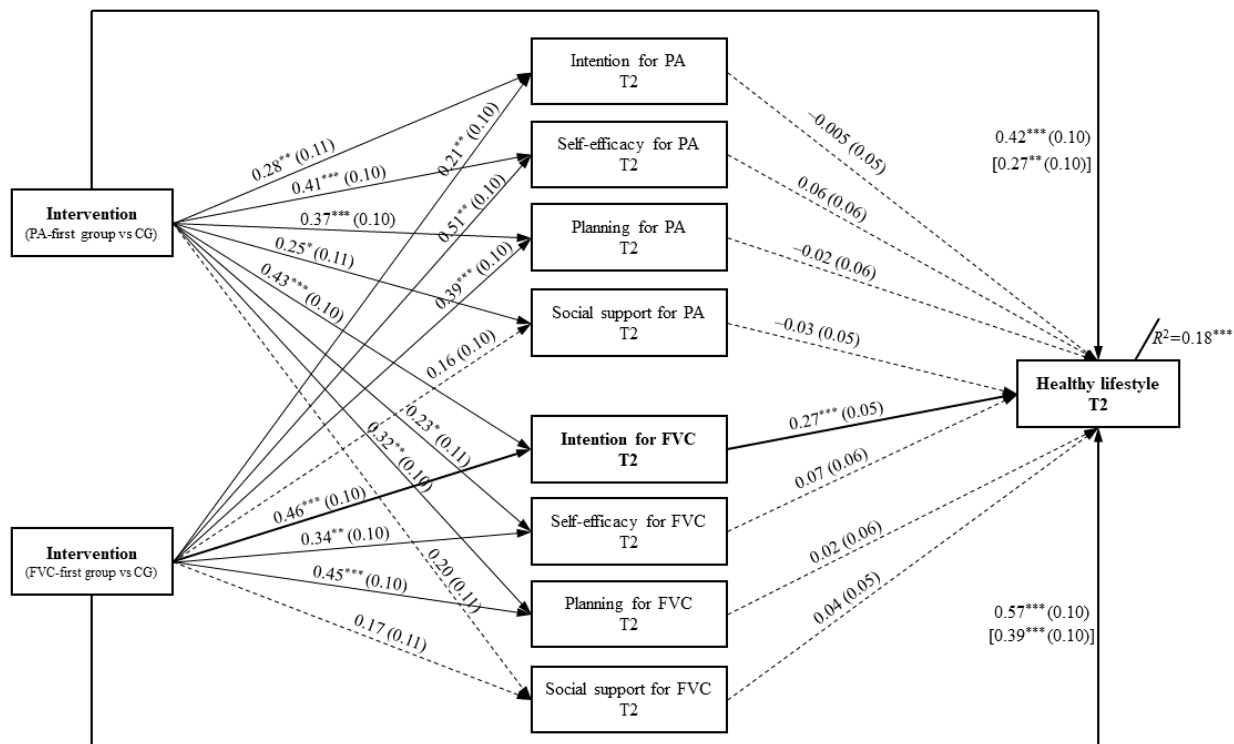 Intention for PA
T2
−0.005 (0.05)
0.28** (0.11)
0.21** (0.10)
0.42*** (0.10)
[0.27** (0.10)]
Self-efficacy for PA
T2
0.41*** (0.10)
0.51** (0.10)
0.06 (0.06)
Intervention
(PA-first group vs CG)
Planning for PA
T2
0.37*** (0.10)
0.39*** (0.10)
−0.02 (0.06)
0.25* (0.11)
0.43*** (0.10)
Social support for PA
T2
−0.03 (0.05)
0.16 (0.10)
R²=0.18***
Healthy lifestyle
T2
Intention for FVC
T2
0.27*** (0.05)
0.23* (0.11)
0.32** (0.10)
0.46*** (0.10)
0.07 (0.06)
Intervention
(FVC-first group vs CG)
Self-efficacy for FVC
T2
0.34** (0.10)
0.02 (0.06)
0.20 (0.11)
0.45*** (0.10)
Planning for FVC
T2
0.04 (0.05)
0.57*** (0.10)
[0.39*** (0.10)]
0.17 (0.11)
Social support for FVC
T2